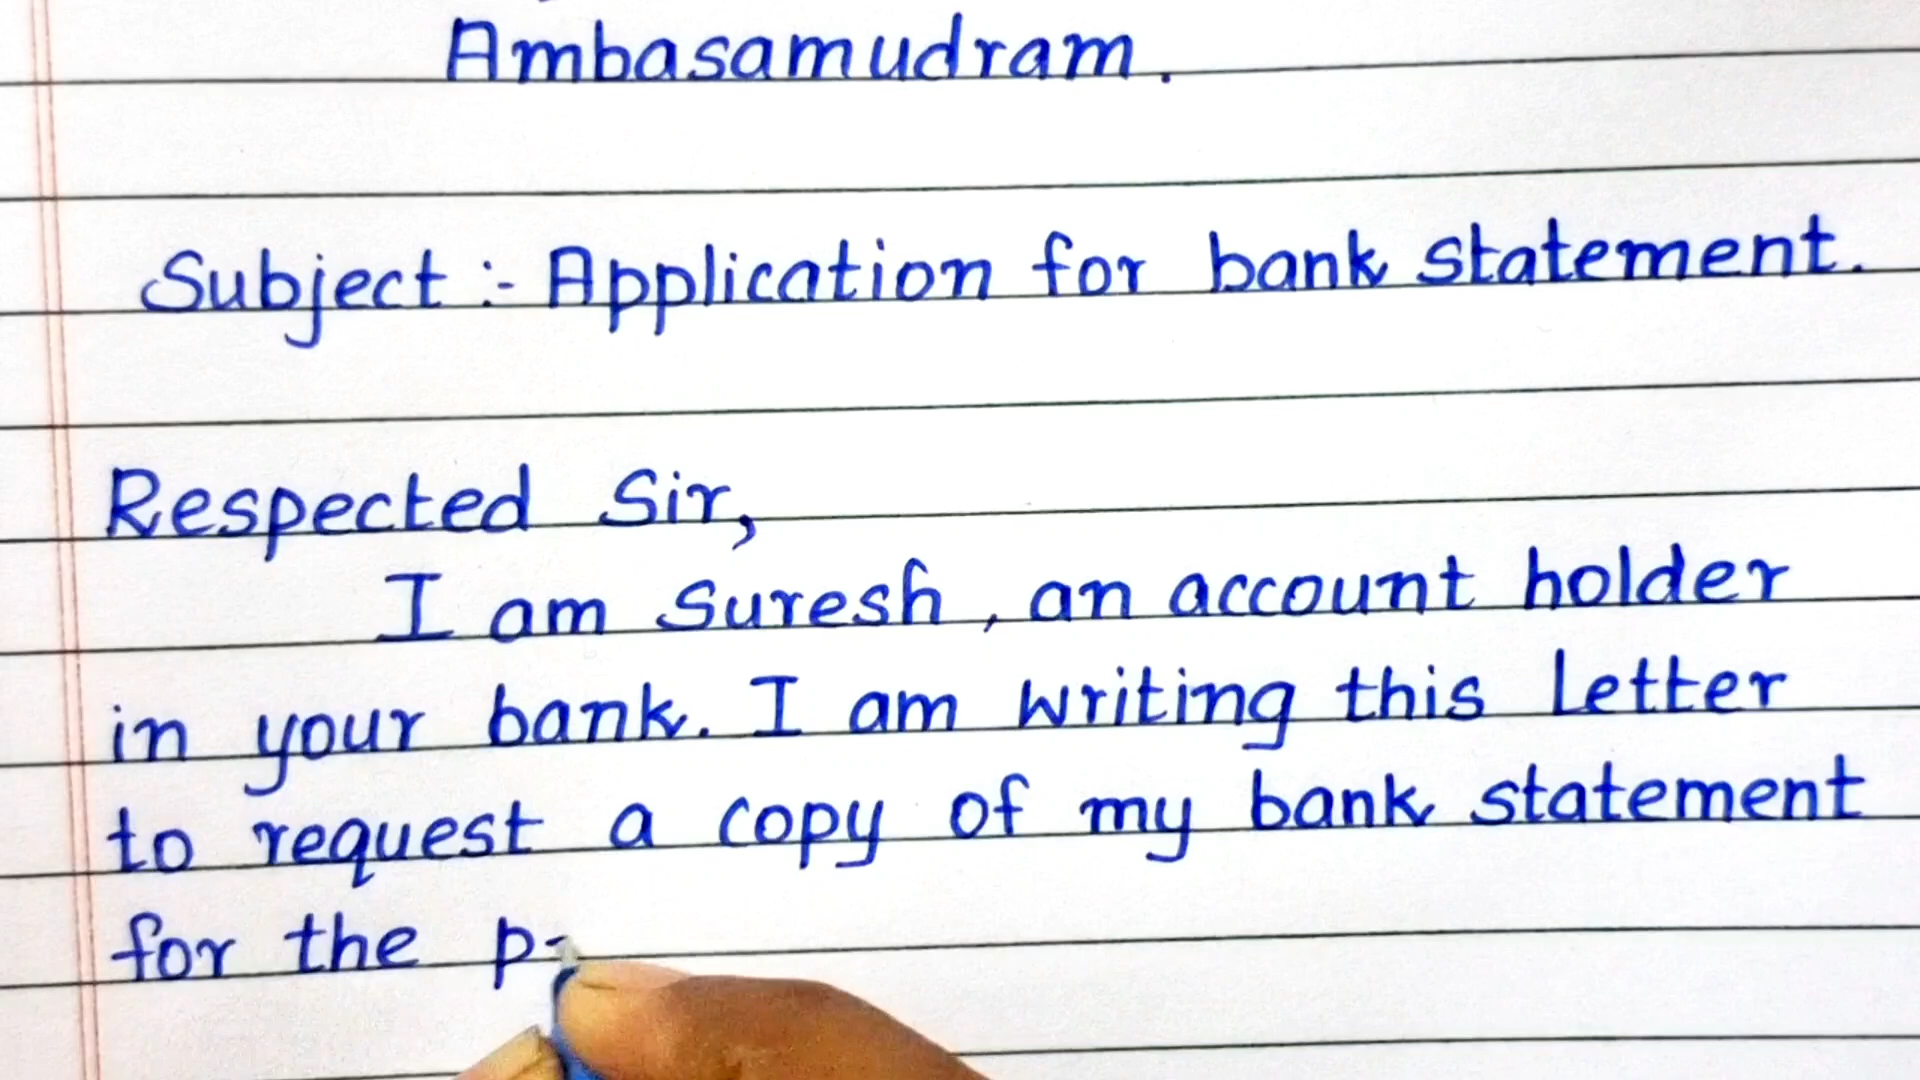 Ambasamudram.
Subject :- Application for bank statement.
Respected Sir,
I am Suresh, an account holder
in your bank. I am writing this letter
to request a copy of my bank statement
for the